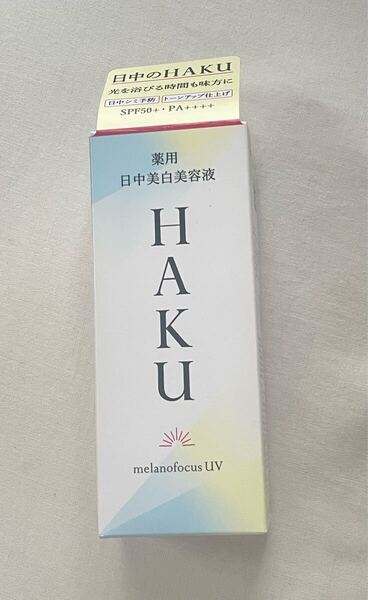 日中のHAKU
光を浴びる時間も味方に
日中シミ予防 トーンアップ仕上げ
SPF50+・PA++++
薬用
日中美白美容液
HAKU
melanofocus UV